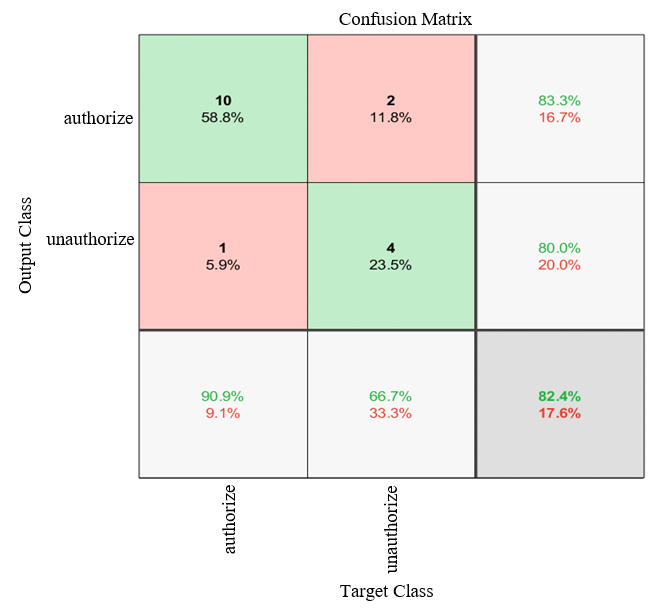 Confusion Matrix
authorize
10
58.8%
2
11.8%
83.3%
16.7%
Output Class
unauthorize
1
5.9%
4
23.5%
80.0%
20.0%
90.9%
9.1%
66.7%
33.3%
82.4%
17.6%
authorize
unauthorize
Target Class